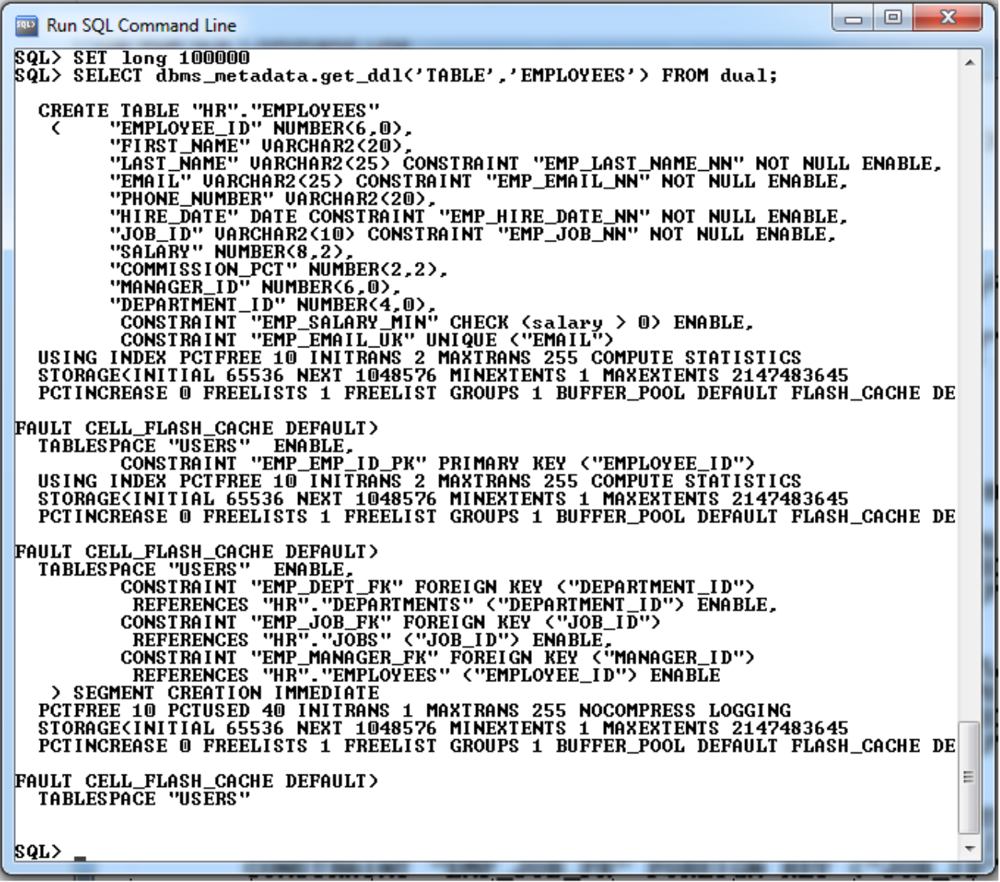 Run SQL Command Line
SQL> SET long 100000
SQL> SELECT dbms_metadata.get_ddl('TABLE','EMPLOYEES') FROM dual;
CREATE TABLE "HR"."EMPLOYEES"
( "EMPLOYEE_ID" NUMBER(6,0),
"FIRST_NAME" VARCHAR2(20),
"LAST_NAME" VARCHAR2(25) CONSTRAINT "EMP_LAST_NAME_NN" NOT NULL ENABLE,
"EMAIL" VARCHAR2(25) CONSTRAINT "EMP_EMAIL_NN" NOT NULL ENABLE,
"PHONE_NUMBER" VARCHAR2(20),
"HIRE_DATE" DATE CONSTRAINT "EMP_HIRE_DATE_NN" NOT NULL ENABLE,
"JOB_ID" VARCHAR2(10) CONSTRAINT "EMP_JOB_NN" NOT NULL ENABLE,
"SALARY" NUMBER(8,2),
"COMMISSION_PCT" NUMBER(2,2),
"MANAGER_ID" NUMBER(6,0),
"DEPARTMENT_ID" NUMBER(4,0),
CONSTRAINT "EMP_SALARY_MIN" CHECK (salary > 0) ENABLE,
CONSTRAINT "EMP_EMAIL_UK" UNIQUE ("EMAIL")
USING INDEX PCTFREE 10 INITRANS 2 MAXTRANS 255 COMPUTE STATISTICS
STORAGE(INITIAL 65536 NEXT 1048576 MINEXTENTS 1 MAXEXTENTS 2147483645
PCTINCREASE 0 FREELISTS 1 FREELIST GROUPS 1 BUFFER_POOL DEFAULT FLASH_CACHE DE
FAULT CELL_FLASH_CACHE DEFAULT)
TABLESPACE "USERS" ENABLE,
CONSTRAINT "EMP_EMP_ID_PK" PRIMARY KEY ("EMPLOYEE_ID")
USING INDEX PCTFREE 10 INITRANS 2 MAXTRANS 255 COMPUTE STATISTICS
STORAGE(INITIAL 65536 NEXT 1048576 MINEXTENTS 1 MAXEXTENTS 2147483645
PCTINCREASE 0 FREELISTS 1 FREELIST GROUPS 1 BUFFER_POOL DEFAULT FLASH_CACHE DE
FAULT CELL_FLASH_CACHE DEFAULT)
TABLESPACE "USERS" ENABLE,
CONSTRAINT "EMP_DEPT_FK" FOREIGN KEY ("DEPARTMENT_ID")
REFERENCES "HR"."DEPARTMENTS" ("DEPARTMENT_ID") ENABLE,
CONSTRAINT "EMP_JOB_FK" FOREIGN KEY ("JOB_ID")
REFERENCES "HR"."JOBS" ("JOB_ID") ENABLE,
CONSTRAINT "EMP_MANAGER_FK" FOREIGN KEY ("MANAGER_ID")
REFERENCES "HR"."EMPLOYEES" ("EMPLOYEE_ID") ENABLE
) SEGMENT CREATION IMMEDIATE
PCTFREE 10 PCTUSED 40 INITRANS 1 MAXTRANS 255 NOCOMPRESS LOGGING
STORAGE(INITIAL 65536 NEXT 1048576 MINEXTENTS 1 MAXEXTENTS 2147483645
PCTINCREASE 0 FREELISTS 1 FREELIST GROUPS 1 BUFFER_POOL DEFAULT FLASH_CACHE DE
FAULT CELL_FLASH_CACHE DEFAULT)
TABLESPACE "USERS"
SQL> _